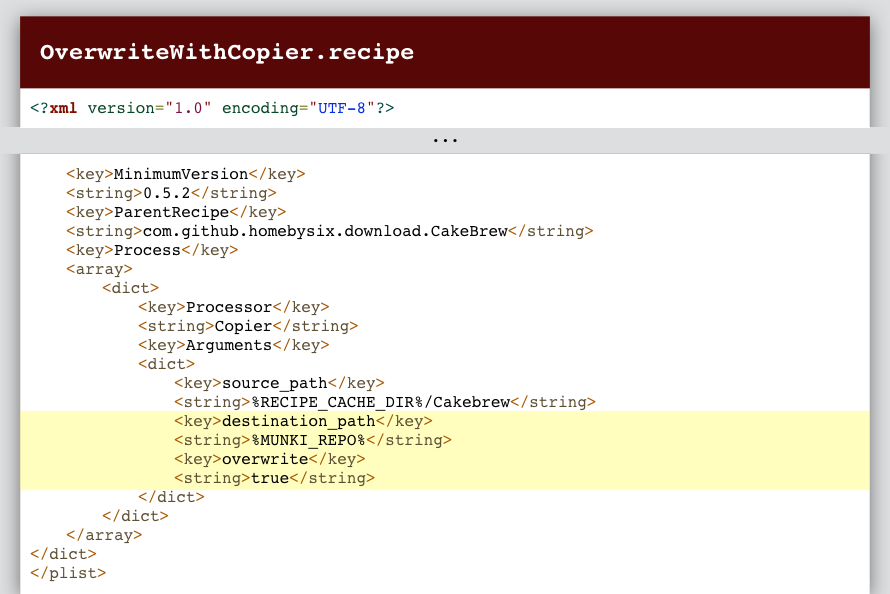 OverwriteWithCopier.recipe
<?xml version="1.0" encoding="UTF-8"?>
...
<key>MinimumVersion</key>
<string>0.5.2</string>
<key>ParentRecipe</key>
<string>com.github.homebysix.download.CakeBrew</string>
<key>Process</key>
<array>
<dict>
<key>Processor</key>
<string>Copier</string>
<key>Arguments</key>
<dict>
<key>source_path</key>
<string>%RECIPE_CACHE_DIR%/Cakebrew</string>
<key>destination_path</key>
<string>%MUNKI_REPO%</string>
<key>overwrite</key>
<string>true</string>
</dict>
</dict>
</array>
</dict>
</plist>